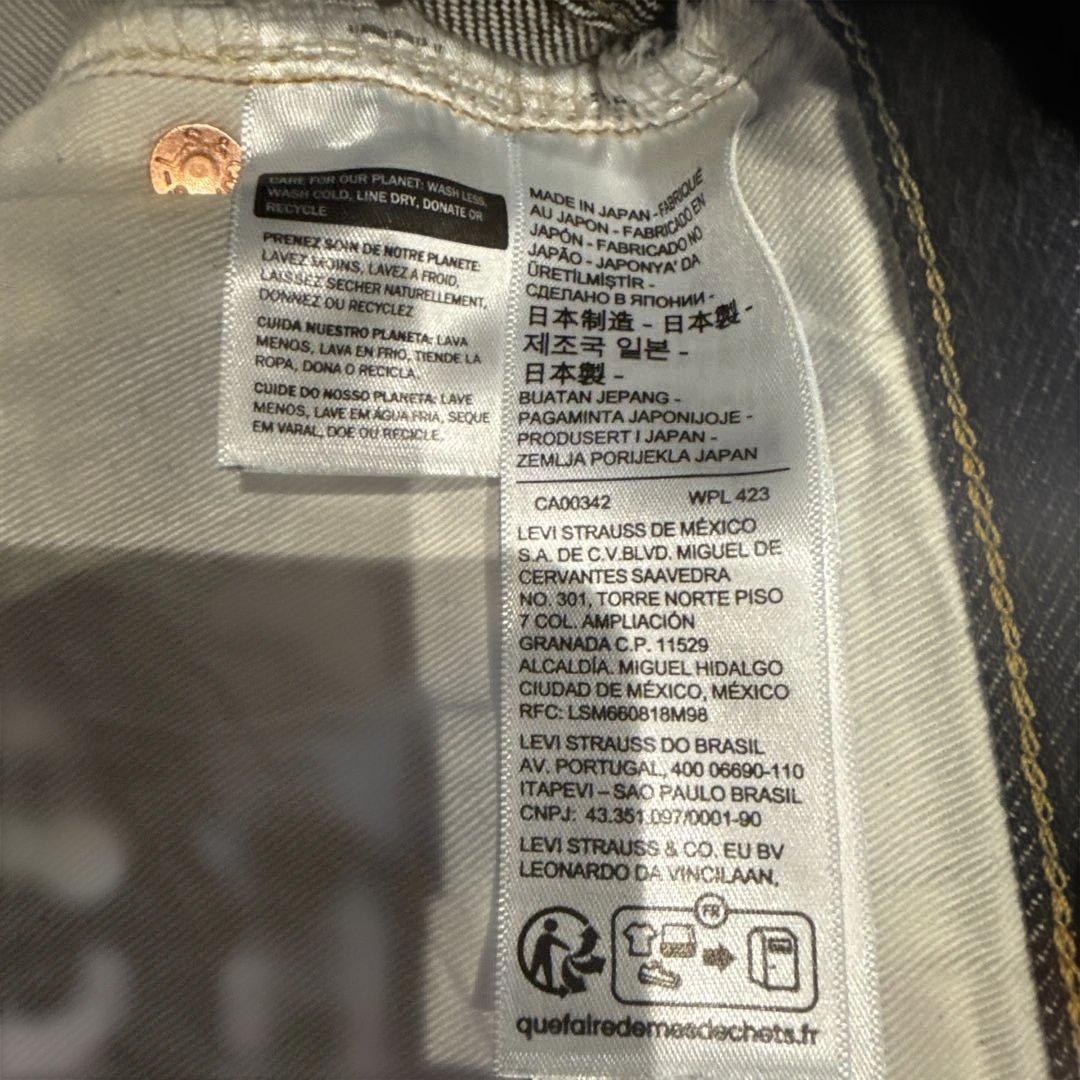 CARE FOR OUR PLANET: WASH LESS,
WASH COLD, LINE DRY, DONATE OR
RECYCLE
PRENEZ SOIN DE NOTRE PLANETE:
LAVEZ MOINS, LAVEZ A FROID,
LAISSEZ SECHER NATURELLEMENT,
DONNEZ OU RECYCLEZ
CUIDA NUESTRO PLANETA: LAVA
MENOS, LAVA EN FRIO, TIENDE LA
ROPA, DONA O RECICLA.
CUIDE DO NOSSO PLANETA: LAVE
MENOS, LAVE EM ÁGUA FRIA, SEQUE
EM VARAL, DOE OU RECICLE.
MADE IN JAPAN - FABRIQUÉ
AU JAPON - FABRICADO EN
JAPÓN - FABRICADO NO
JAPÃO - JAPONYA' DA
ÜRETİLMİŞTİR -
СДЕЛАНО В ЯПОНИИ -
日本制造 - 日本製 -
제조국 일본 -
日本製 -
BUATAN JEPANG -
PAGAMINTA JAPONIJOJE -
PRODUSERT I JAPAN -
ZEMLJA PORIJEKLA JAPAN
CA00342 WPL 423
LEVI STRAUSS DE MÉXICO
S.A. DE C.V.BLVD. MIGUEL DE
CERVANTES SAAVEDRA
NO. 301, TORRE NORTE PISO
7 COL. AMPLIACIÓN
GRANADA C.P. 11529
ALCALDÍA. MIGUEL HIDALGO
CIUDAD DE MÉXICO, MÉXICO
RFC: LSM660818M98
LEVI STRAUSS DO BRASIL
AV. PORTUGAL, 400 06690-110
ITAPEVI – SAO PAULO BRASIL
CNPJ: 43.351.097/0001-90
LEVI STRAUSS & CO. EU BV
LEONARDO DA VINCILAAN,
FR
quefairedemesdechets.fr